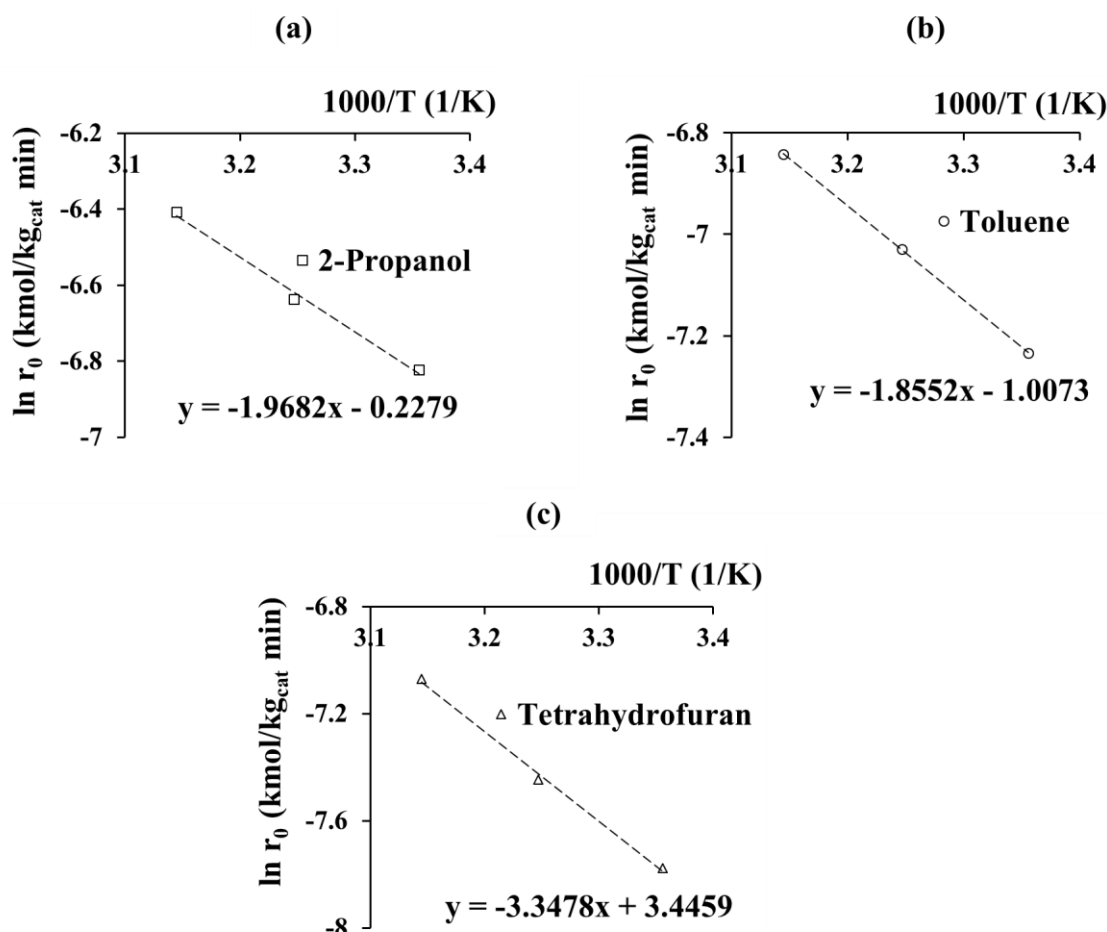 (a)
1000/T (1/K)
ln r₀ (kmol/kg_cat min)
-6.2
3.1 3.2 3.3 3.4
-6.4
-6.6
-6.8
-7
2-Propanol
y = -1.9682x - 0.2279
(b)
1000/T (1/K)
ln r₀ (kmol/kg_cat min)
-6.8
3.1 3.2 3.3 3.4
-7
-7.2
-7.4
Toluene
y = -1.8552x - 1.0073
(c)
1000/T (1/K)
ln r₀ (kmol/kg_cat min)
-6.8
3.1 3.2 3.3 3.4
-7.2
-7.6
-8
Tetrahydrofuran
y = -3.3478x + 3.4459